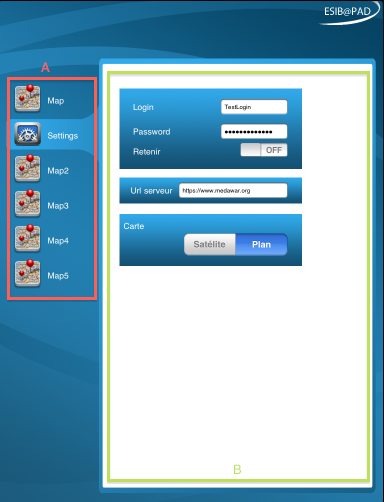 ESIB@PAD
A
Map
Settings
Map2
Map3
Map4
Map5
Login TestLogin
Password
Retenir OFF
Url serveur https://www.medawar.org
Carte
Satélite Plan
B